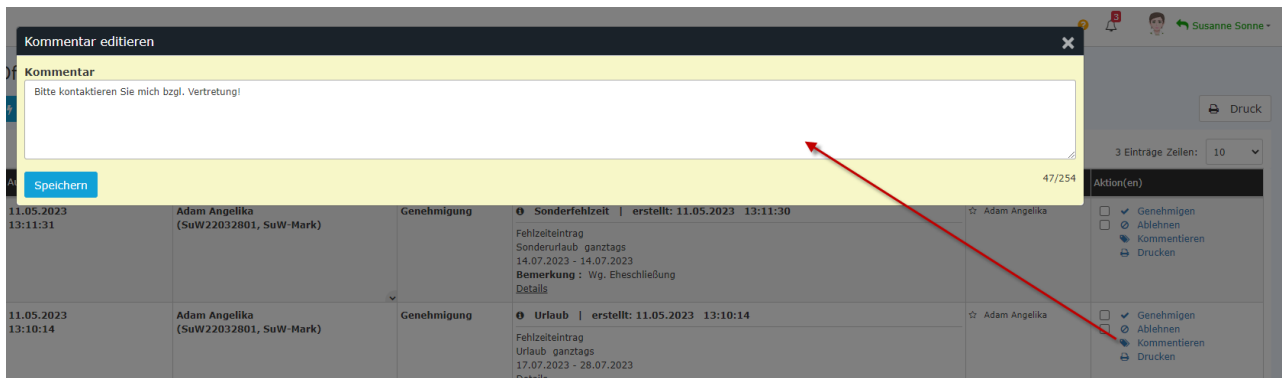 3
Susanne Sonne
Kommentar editieren
Kommentar
Bitte kontaktieren Sie mich bzgl. Vertretung!
Speichern
47/254
Druck
3 Einträge Zeilen: 10
Aktion(en)
11.05.2023
13:11:31
Adam Angelika
(SuW22032801, SuW-Mark)
Genehmigung
Sonderfehlzeit | erstellt: 11.05.2023 13:11:30
Fehlzeiteintrag
Sonderurlaub ganztags
14.07.2023 - 14.07.2023
Bemerkung : Wg. Eheschließung
Details
Adam Angelika
Genehmigen
Ablehnen
Kommentieren
Drucken
11.05.2023
13:10:14
Adam Angelika
(SuW22032801, SuW-Mark)
Genehmigung
Urlaub | erstellt: 11.05.2023 13:10:14
Fehlzeiteintrag
Urlaub ganztags
17.07.2023 - 28.07.2023
Details
Adam Angelika
Genehmigen
Ablehnen
Kommentieren
Drucken